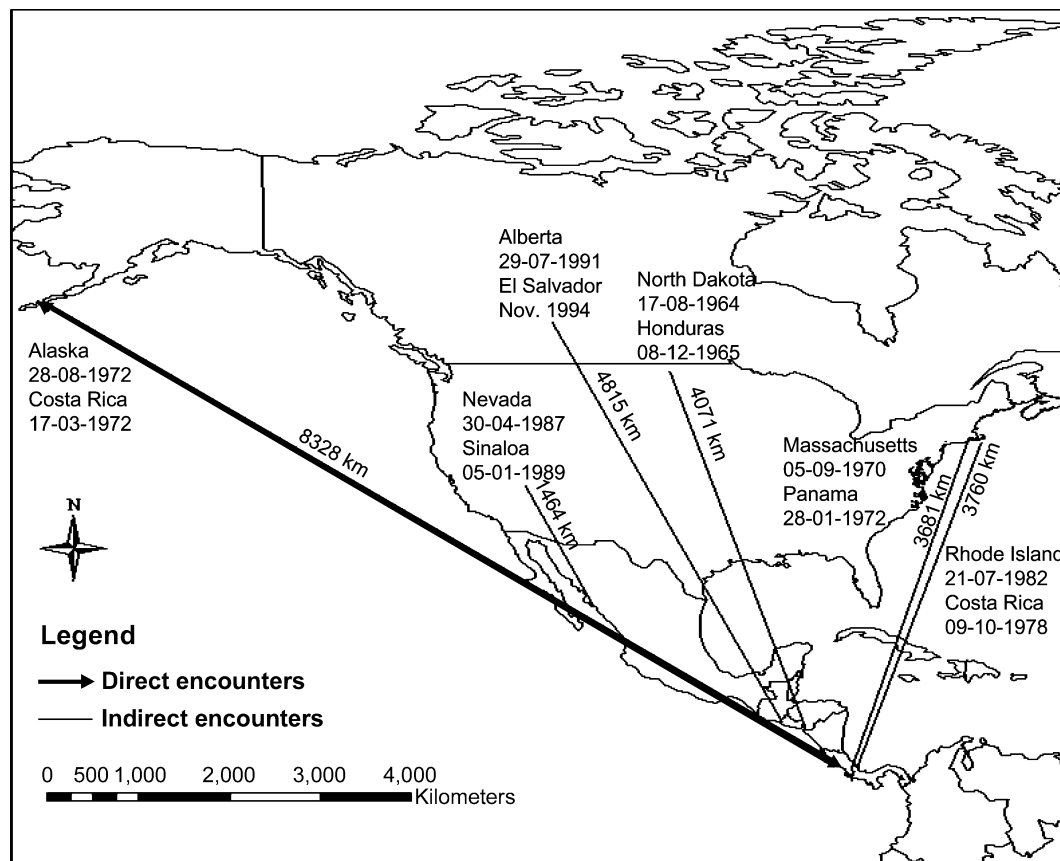 Alberta
29-07-1991
El Salvador
Nov. 1994
North Dakota
17-08-1964
Honduras
08-12-1965
Alaska
28-08-1972
Costa Rica
17-03-1972
Nevada
30-04-1987
Sinaloa
05-01-1989
Massachusetts
05-09-1970
Panama
28-01-1972
Rhode Island
21-07-1982
Costa Rica
09-10-1978
8328 km
1464 km
4815 km
4071 km
3681 km
3760 km
N
Legend
Direct encounters
Indirect encounters
0 500 1,000 2,000 3,000 4,000
Kilometers